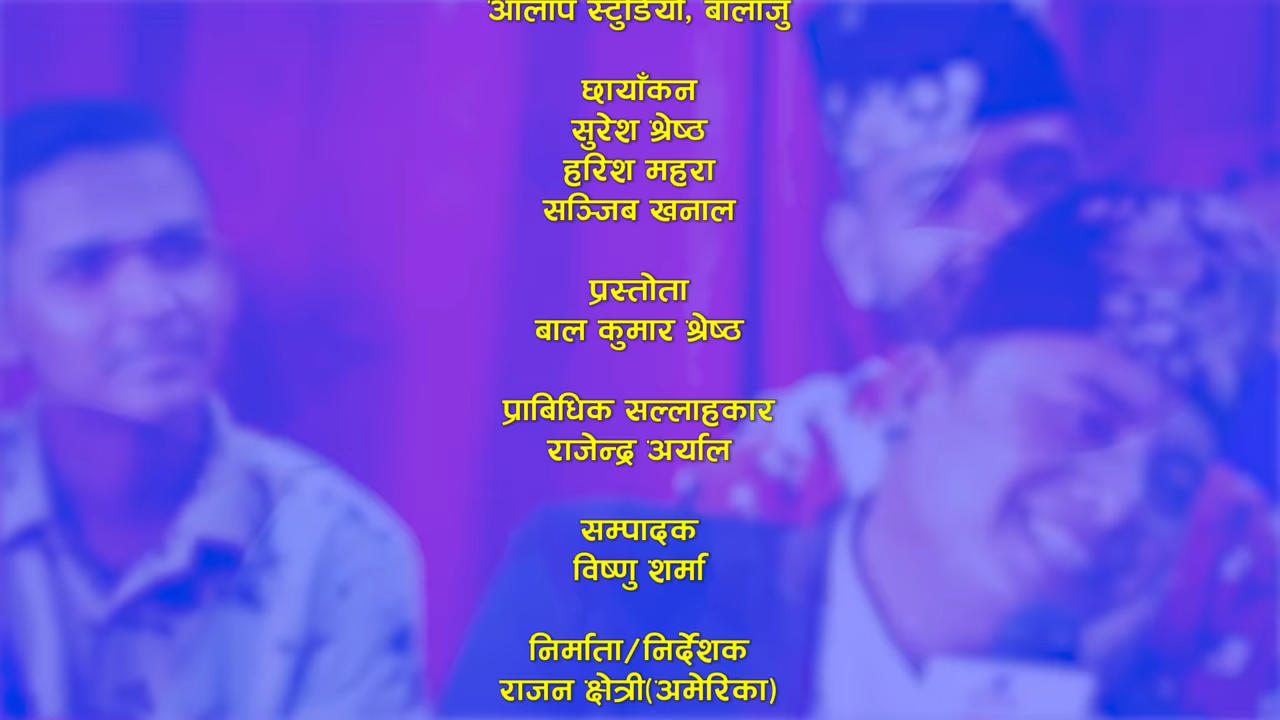 आलाप स्टुडियो, बालाजु
छायाँकन
सुरेश श्रेष्ठ
हरिश महरा
सञ्जिब खनाल
प्रस्तोता
बाल कुमार श्रेष्ठ
प्राबिधिक सल्लाहकार
राजेन्द्र अर्याल
सम्पादक
विष्णु शर्मा
निर्माता/निर्देशक
राजन क्षेत्री(अमेरिका)